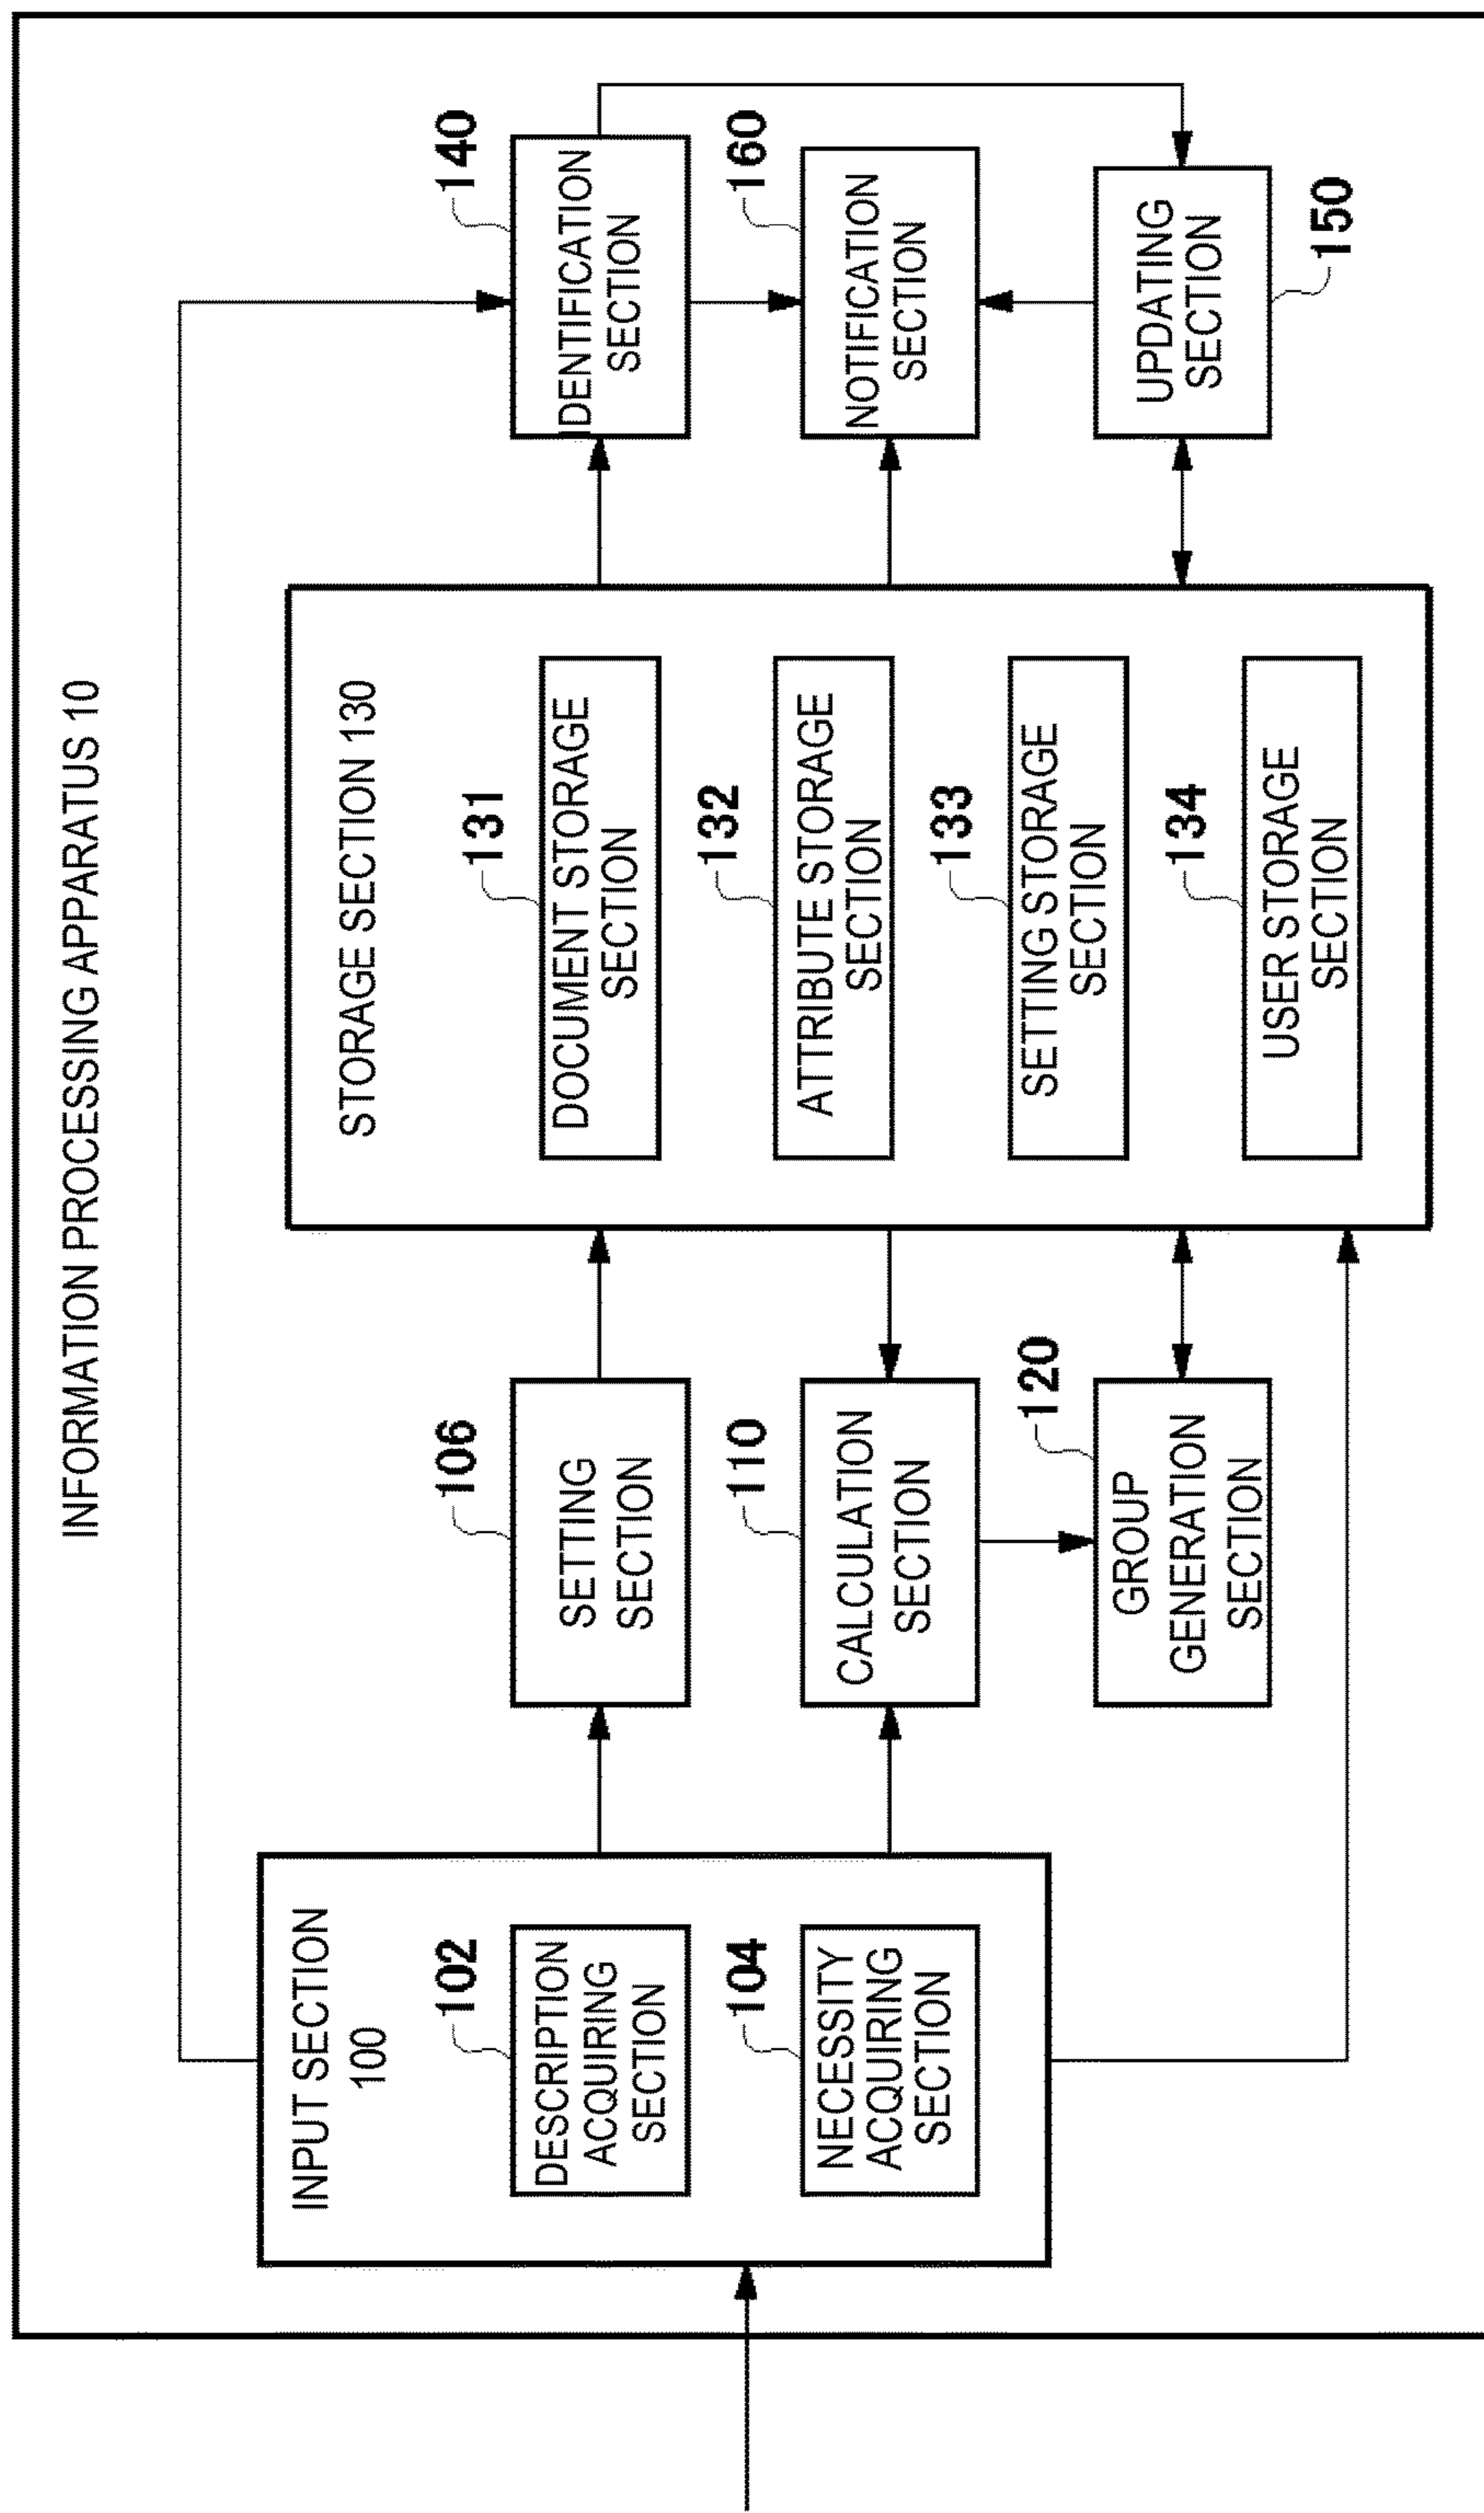 INFORMATION PROCESSING APPARATUS 10
INPUT SECTION
100
102
DESCRIPTION
ACQUIRING
SECTION
104
NECESSITY
ACQUIRING
SECTION
106
SETTING
SECTION
110
CALCULATION
SECTION
120
GROUP
GENERATION
SECTION
STORAGE SECTION 130
131
DOCUMENT STORAGE
SECTION
132
ATTRIBUTE STORAGE
SECTION
133
SETTING STORAGE
SECTION
134
USER STORAGE
SECTION
140
IDENTIFICATION
SECTION
160
NOTIFICATION
SECTION
UPDATING
SECTION
150